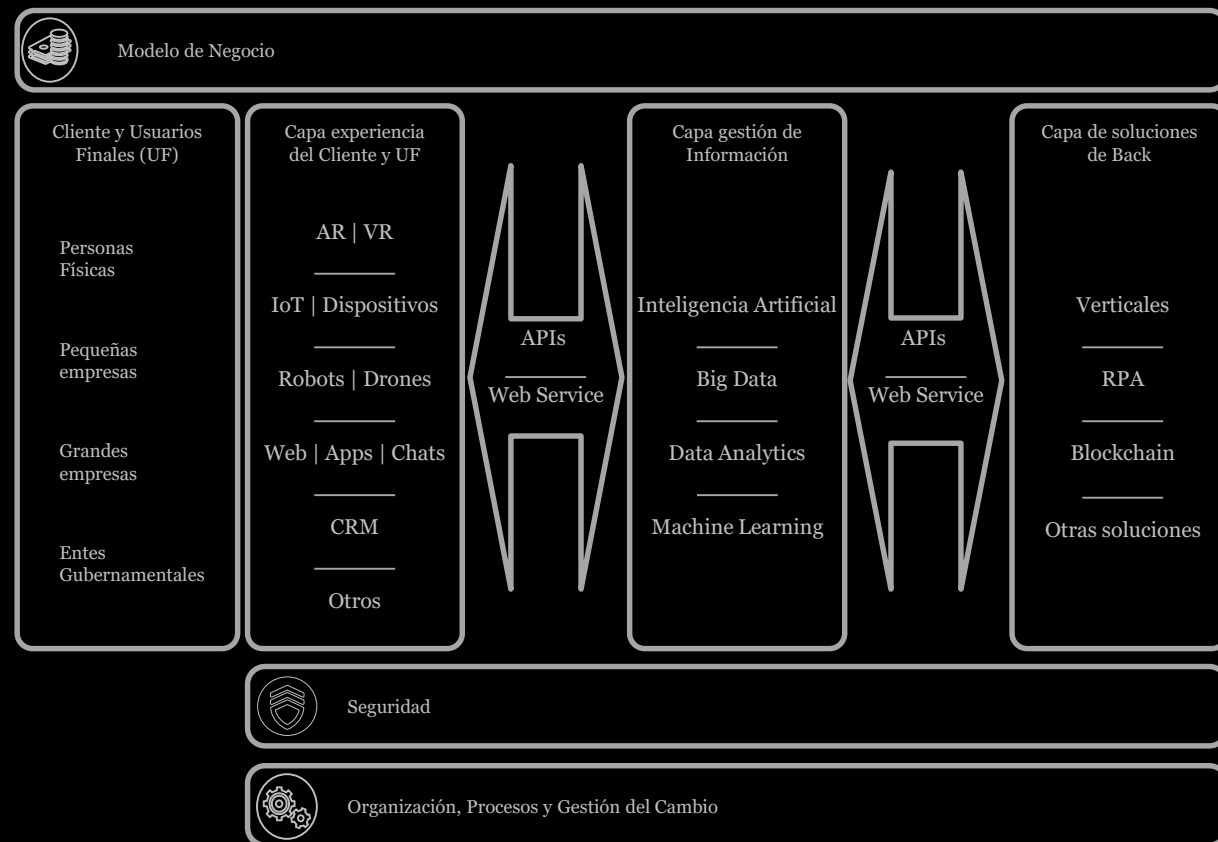 Modelo de Negocio
Cliente y Usuarios
Finales (UF)
Personas
Físicas
Pequeñas
empresas
Grandes
empresas
Entes
Gubernamentales
Capa experiencia
del Cliente y UF
AR | VR
IoT | Dispositivos
Robots | Drones
Web | Apps | Chats
CRM
Otros
APIs
Web Service
Capa gestión de
Información
Inteligencia Artificial
Big Data
Data Analytics
Machine Learning
APIs
Web Service
Capa de soluciones
de Back
Verticales
RPA
Blockchain
Otras soluciones
Seguridad
Organización, Procesos y Gestión del Cambio